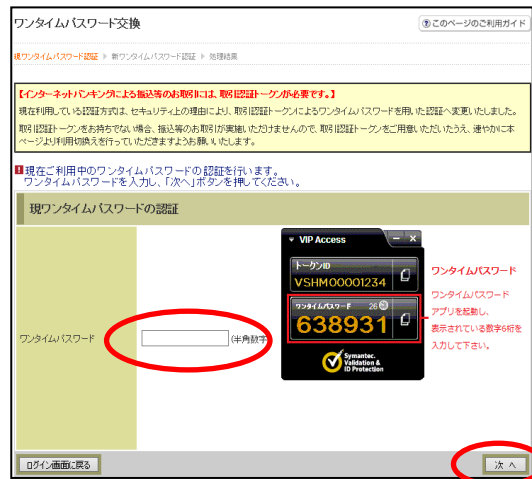 ワンタイムパスワード交換
?このページのご利用ガイド
現ワンタイムパスワード認証 ▶ 新ワンタイムパスワード認証 ▶ 処理結果
【インターネットバンキングによる振込等のお取引には、取引認証トークンが必要です。】
現在利用している認証方式は、セキュリティ上の理由により、取引認証トークンによるワンタイムパスワードを用いた認証へ変更いたしました。
取引認証トークンをお持ちでない場合、振込等のお取引が実施いただけませんので、取引認証トークンをご用意いただいたうえ、速やかに本
ページより利用切換えを行っていただきますようお願いいたします。
現在ご利用中のワンタイムパスワードの認証を行います。
ワンタイムパスワードを入力し、「次へ」ボタンを押してください。
現ワンタイムパスワードの認証
VIP Access
トークンID
VSHM00001234
ワンタイムパスワード 26
638931
Symantec.
Validation &
ID Protection
ワンタイムパスワード
ワンタイムパスワード
アプリを起動し、
表示されている数字6桁を
入力して下さい。
ワンタイムパスワード
(半角数字)
ログイン画面に戻る
次 へ